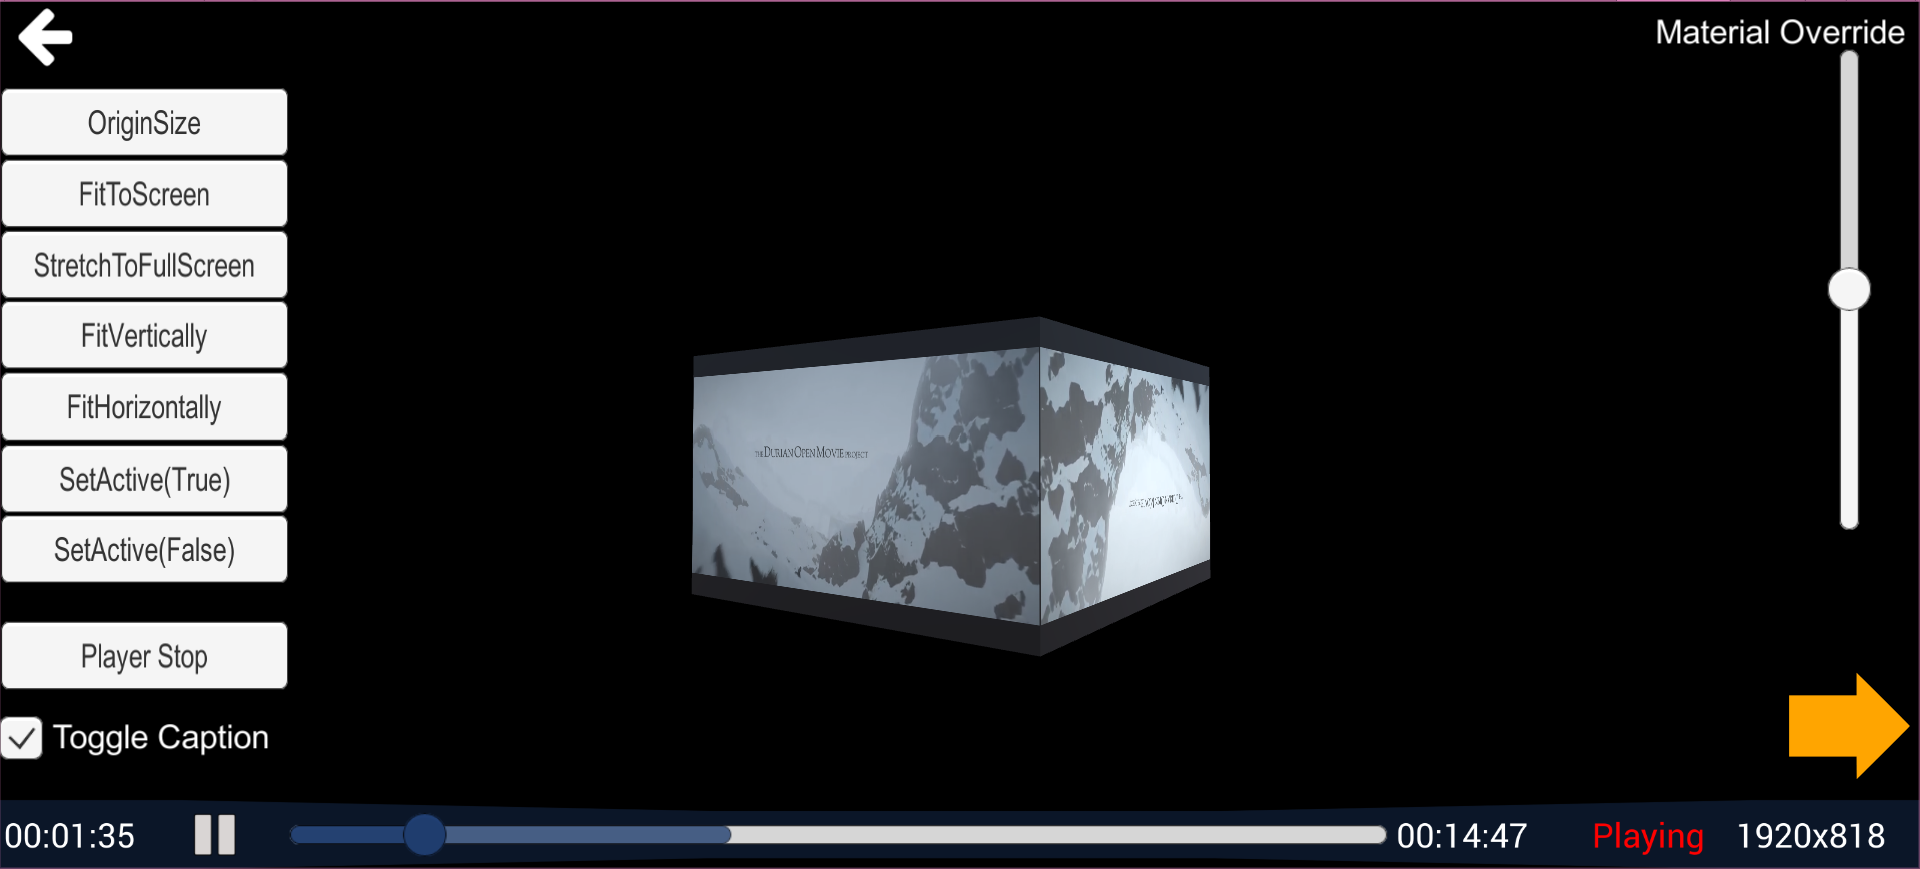 Material Override
OriginSize
FitToScreen
StretchToFullScreen
FitVertically
FitHorizontally
SetActive(True)
SetActive(False)
THE DURIAN OPEN MOVIE PROJECT
Player Stop
Toggle Caption
00:01:35
00:14:47
Playing
1920x818